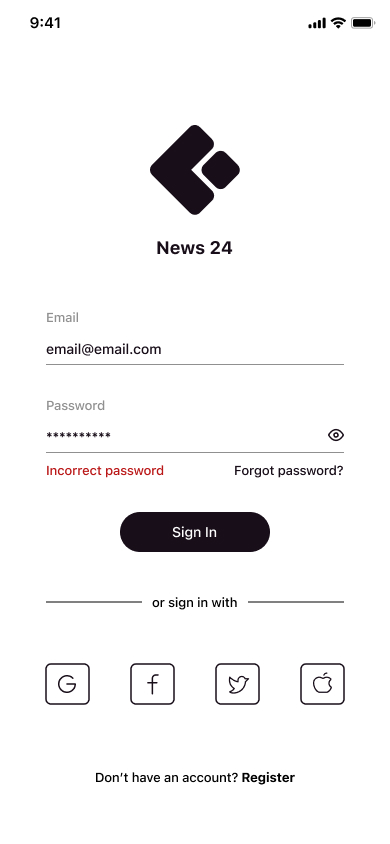 9:41
News 24
Email
email@email.com
Password
**********
Incorrect password Forgot password?
Sign In
or sign in with
Don’t have an account? Register